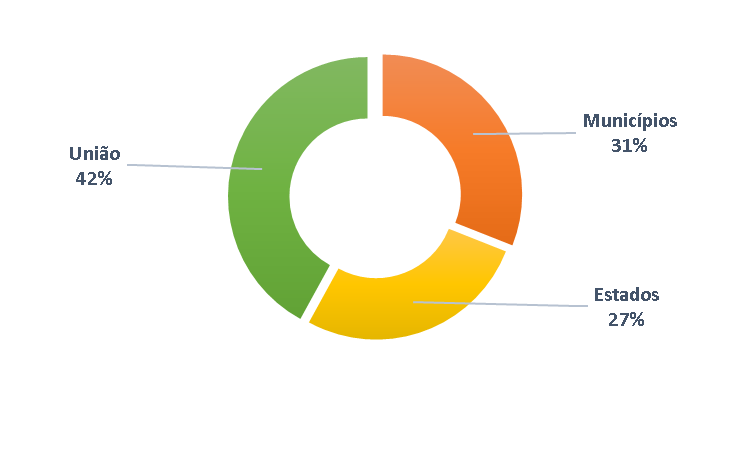 União
42%
Municípios
31%
Estados
27%